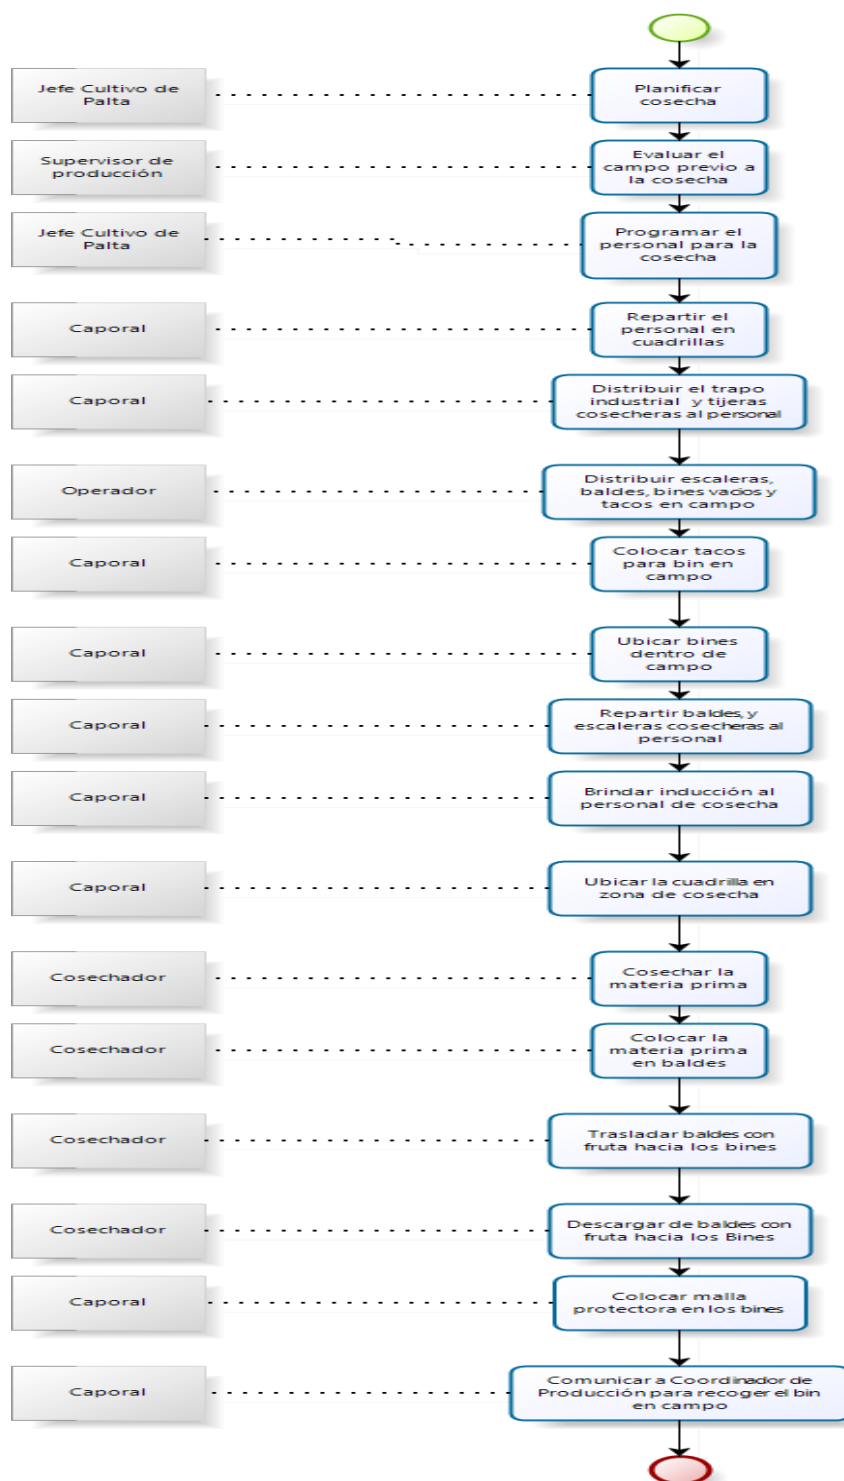 Jefe Cultivo de
Palta
Planificar
cosecha
Supervisor de
producción
Evaluar el
campo previo a
la cosecha
Jefe Cultivo de
Palta
Programar el
personal para la
cosecha
Caporal
Repartir el
personal en
cuadrillas
Caporal
Distribuir el trapo
industrial y tijeras
cosecheras al personal
Operador
Distribuir escaleras,
baldes, bines vacíos y
tacos en campo
Caporal
Colocar tacos
para bin en
campo
Caporal
Ubicar bines
dentro de
campo
Caporal
Repartir baldes, y
escaleras cosecheras al
personal
Caporal
Brindar inducción al
personal de cosecha
Caporal
Ubicar la cuadrilla en
zona de cosecha
Cosechador
Cosechar la
materia prima
Cosechador
Colocar la
materia prima
en baldes
Cosechador
Trasladar baldes con
fruta hacia los bines
Cosechador
Descargar de baldes con
fruta hacia los Bines
Caporal
Colocar malla
protectora en los bines
Caporal
Comunicar a Coordinador de
Producción para recoger el bin
en campo